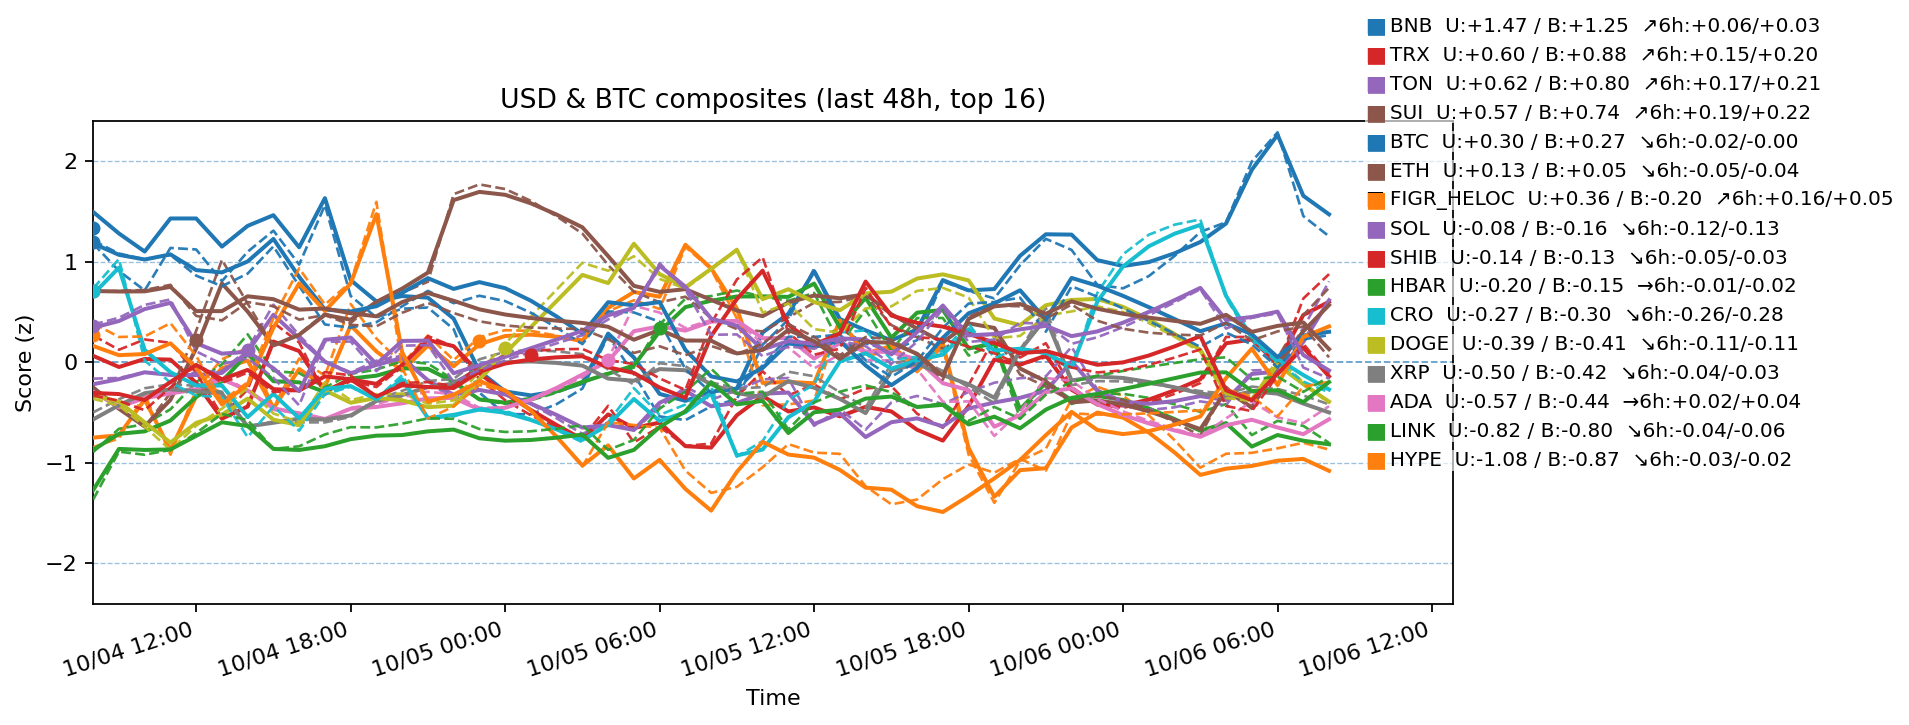 BNB  U:+1.47 / B:+1.25  ↗6h:+0.06/+0.03
TRX  U:+0.60 / B:+0.88  ↗6h:+0.15/+0.20
TON  U:+0.62 / B:+0.80  ↗6h:+0.17/+0.21
SUI  U:+0.57 / B:+0.74  ↗6h:+0.19/+0.22
BTC  U:+0.30 / B:+0.27  ↘6h:-0.02/-0.00
ETH  U:+0.13 / B:+0.05  ↘6h:-0.05/-0.04
FIGR_HELOC  U:+0.36 / B:-0.20  ↗6h:+0.16/+0.05
SOL  U:-0.08 / B:-0.16  ↘6h:-0.12/-0.13
SHIB  U:-0.14 / B:-0.13  ↘6h:-0.05/-0.03
HBAR  U:-0.20 / B:-0.15  →6h:-0.01/-0.02
CRO  U:-0.27 / B:-0.30  ↘6h:-0.26/-0.28
DOGE  U:-0.39 / B:-0.41  ↘6h:-0.11/-0.11
XRP  U:-0.50 / B:-0.42  ↘6h:-0.04/-0.03
ADA  U:-0.57 / B:-0.44  →6h:+0.02/+0.04
LINK  U:-0.82 / B:-0.80  ↘6h:-0.04/-0.06
HYPE  U:-1.08 / B:-0.87  ↘6h:-0.03/-0.02
USD & BTC composites (last 48h, top 16)
Score (z)
2
1
0
−1
−2
10/04 12:00
10/04 18:00
10/05 00:00
10/05 06:00
10/05 12:00
10/05 18:00
10/06 00:00
10/06 06:00
10/06 12:00
Time